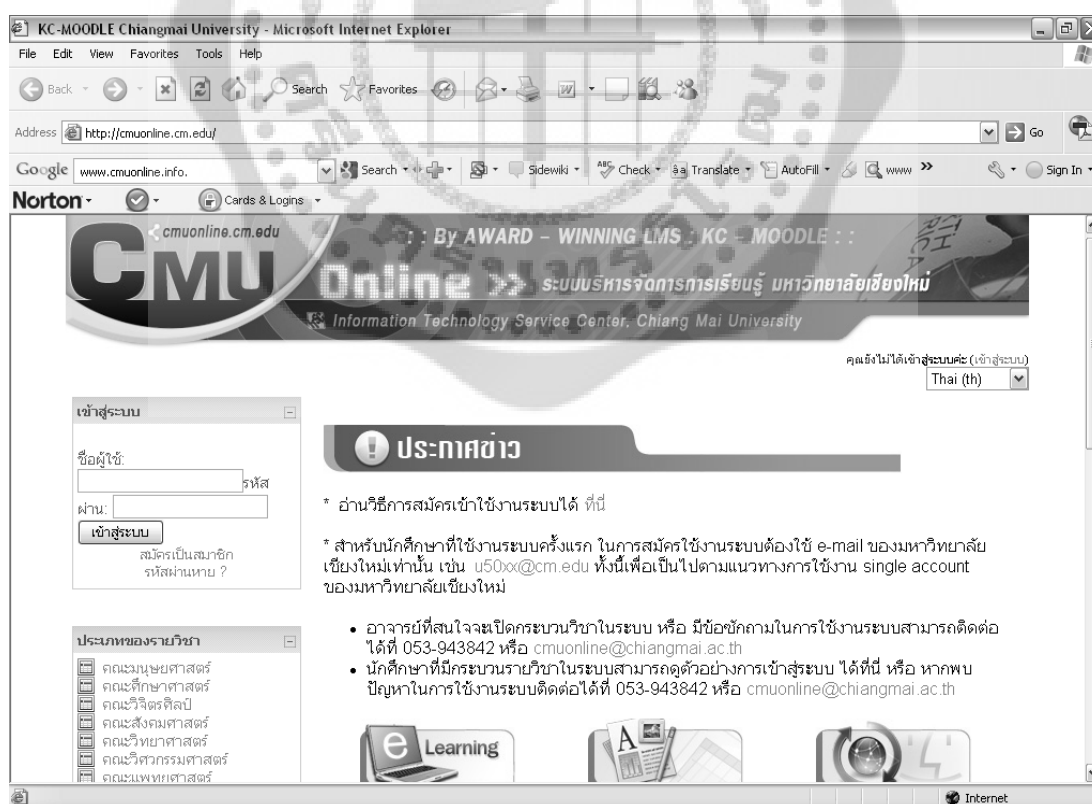 KC-MOODLE Chiangmai University - Microsoft Internet Explorer
File Edit View Favorites Tools Help
Back Search Favorites
Address http://cmuonline.cm.edu/ Go
Google www.cmuonline.info. Search Sidewiki Check Translate AutoFill www Sign In
Norton Cards & Logins
cmuonline.cm.edu
: : By AWARD - WINNING LMS : KC - MOODLE : :
CMU
Online >> ระบบบริหารจัดการการเรียนรู้ มหาวิทยาลัยเชียงใหม่
Information Technology Service Center, Chiang Mai University
คุณยังไม่ได้เข้าสู่ระบบค่ะ (เข้าสู่ระบบ)
Thai (th)
เข้าสู่ระบบ
ชื่อผู้ใช้:
รหัส
ผ่าน:
เข้าสู่ระบบ
สมัครเป็นสมาชิก
รหัสผ่านหาย ?
ประเภทของรายวิชา
คณะมนุษยศาสตร์
คณะศึกษาศาสตร์
คณะวิจิตรศิลป์
คณะสังคมศาสตร์
คณะวิทยาศาสตร์
คณะวิศวกรรมศาสตร์
คณะแพทยศาสตร์
ประกาศข่าว
* อ่านวิธีการสมัครเข้าใช้งานระบบได้ ที่นี่
* สำหรับนักศึกษาที่ใช้งานระบบครั้งแรก ในการสมัครใช้งานระบบต้องใช้ e-mail ของมหาวิทยาลัย
เชียงใหม่เท่านั้น เช่น u50xx@cm.edu ทั้งนี้เพื่อเป็นไปตามแนวทางการใช้งาน single account
ของมหาวิทยาลัยเชียงใหม่
• อาจารย์ที่สนใจจะเปิดกระบวนวิชาในระบบ หรือ มีข้อซักถามในการใช้งานระบบสามารถติดต่อ
ได้ที่ 053-943842 หรือ cmuonline@chiangmai.ac.th
• นักศึกษาที่มีกระบวนรายวิชาในระบบสามารถดูตัวอย่างการเข้าสู่ระบบ ได้ที่นี่ หรือ หากพบ
ปัญหาในการใช้งานระบบติดต่อได้ที่ 053-943842 หรือ cmuonline@chiangmai.ac.th
e Learning
Internet